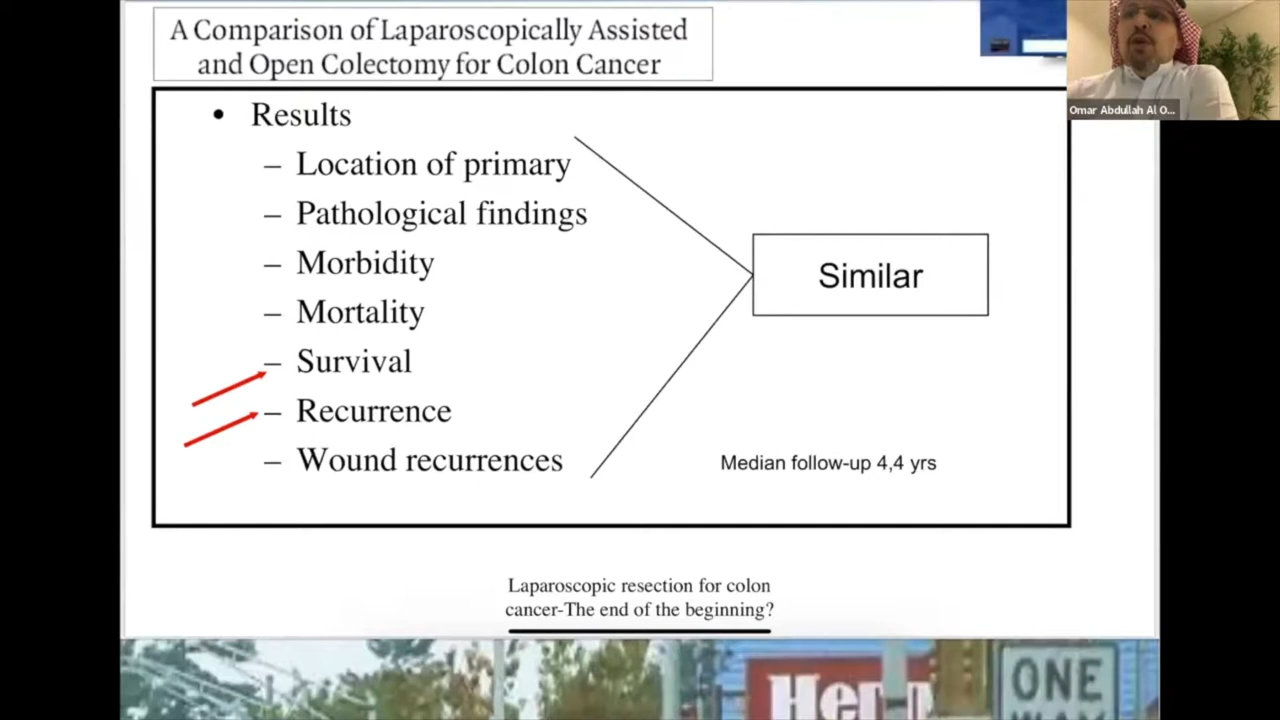 A Comparison of Laparoscopically Assisted
and Open Colectomy for Colon Cancer
Omar Abdullah Al O...
• Results
– Location of primary
– Pathological findings
– Morbidity
– Mortality
– Survival
– Recurrence
– Wound recurrences
Similar
Median follow-up 4,4 yrs
Laparoscopic resection for colon
cancer-The end of the beginning?
ONE